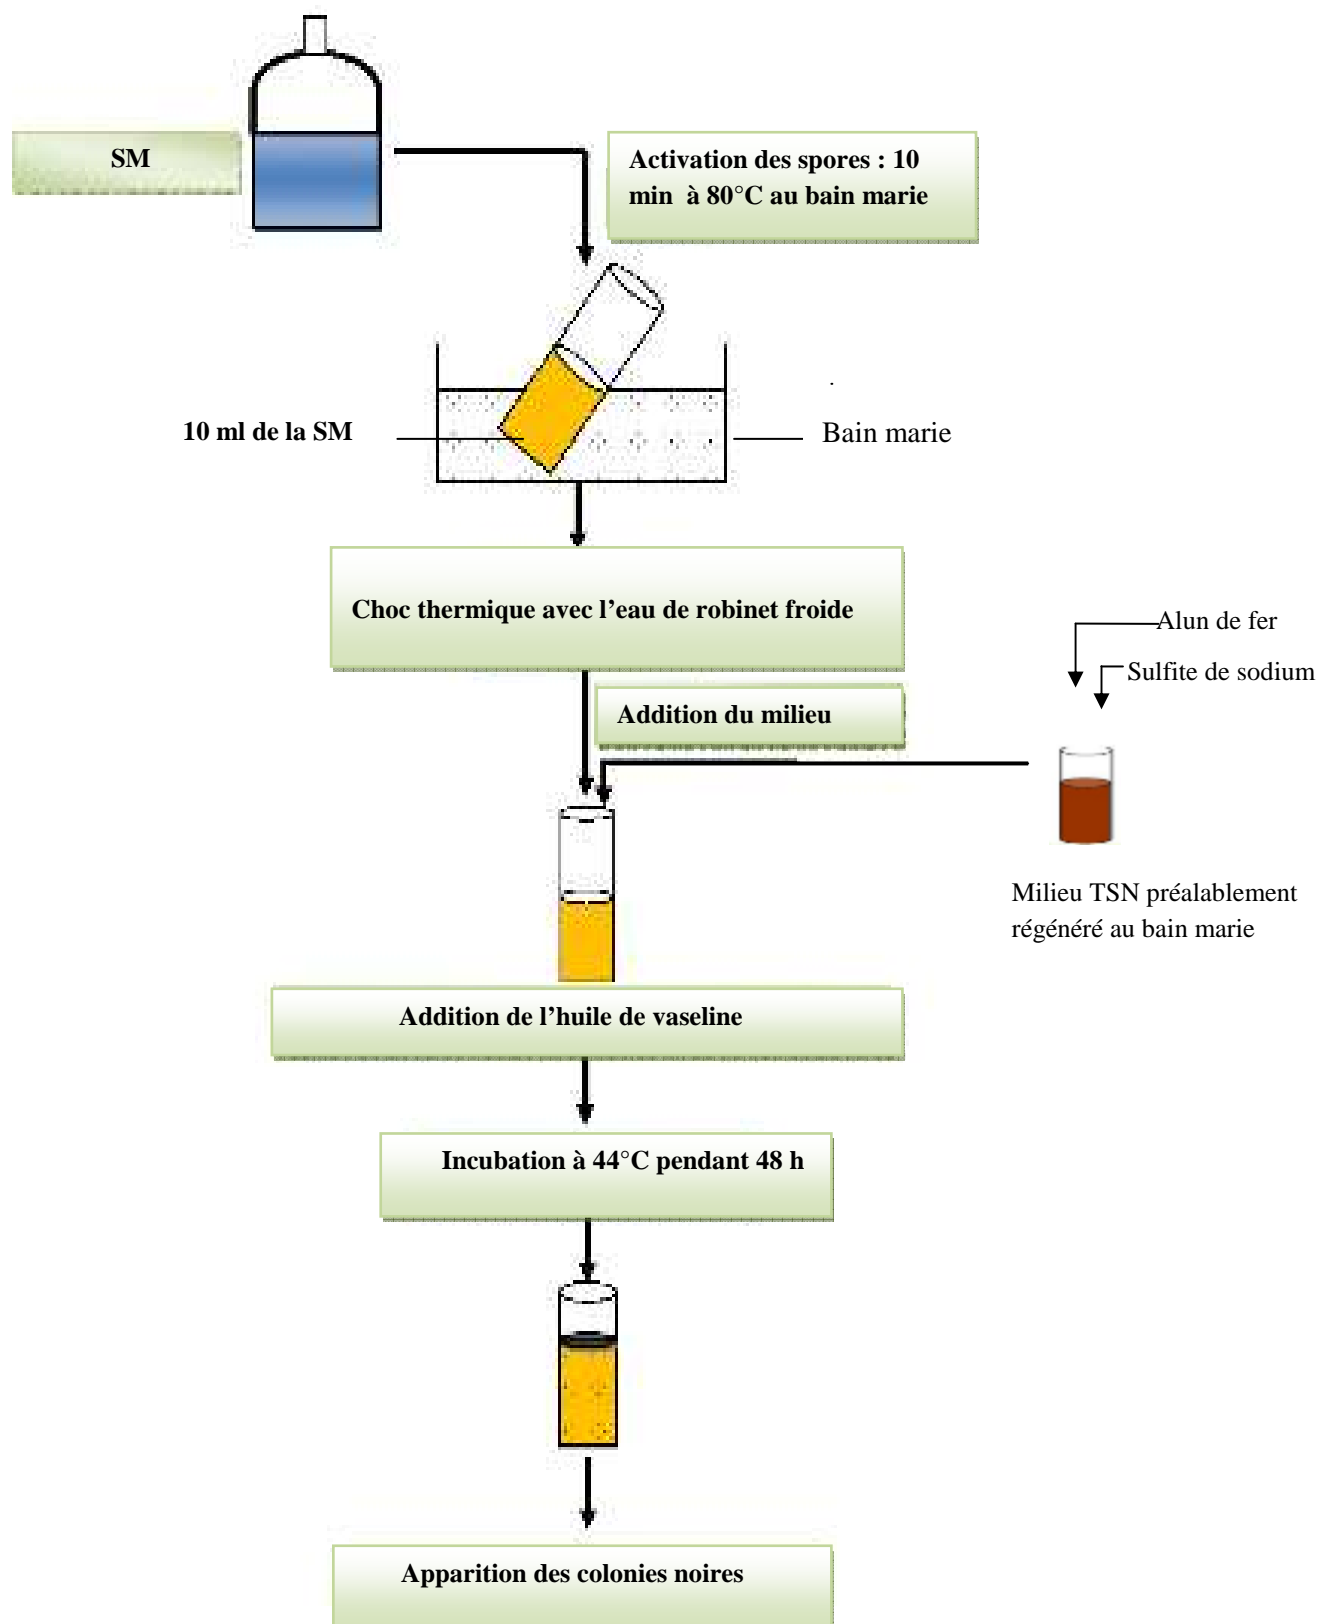 SM
Activation des spores : 10
min à 80°C au bain marie
10 ml de la SM
Bain marie
Choc thermique avec l'eau de robinet froide
Alun de fer
Sulfite de sodium
Addition du milieu
Milieu TSN préalablement
régénéré au bain marie
Addition de l'huile de vaseline
Incubation à 44°C pendant 48 h
Apparition des colonies noires